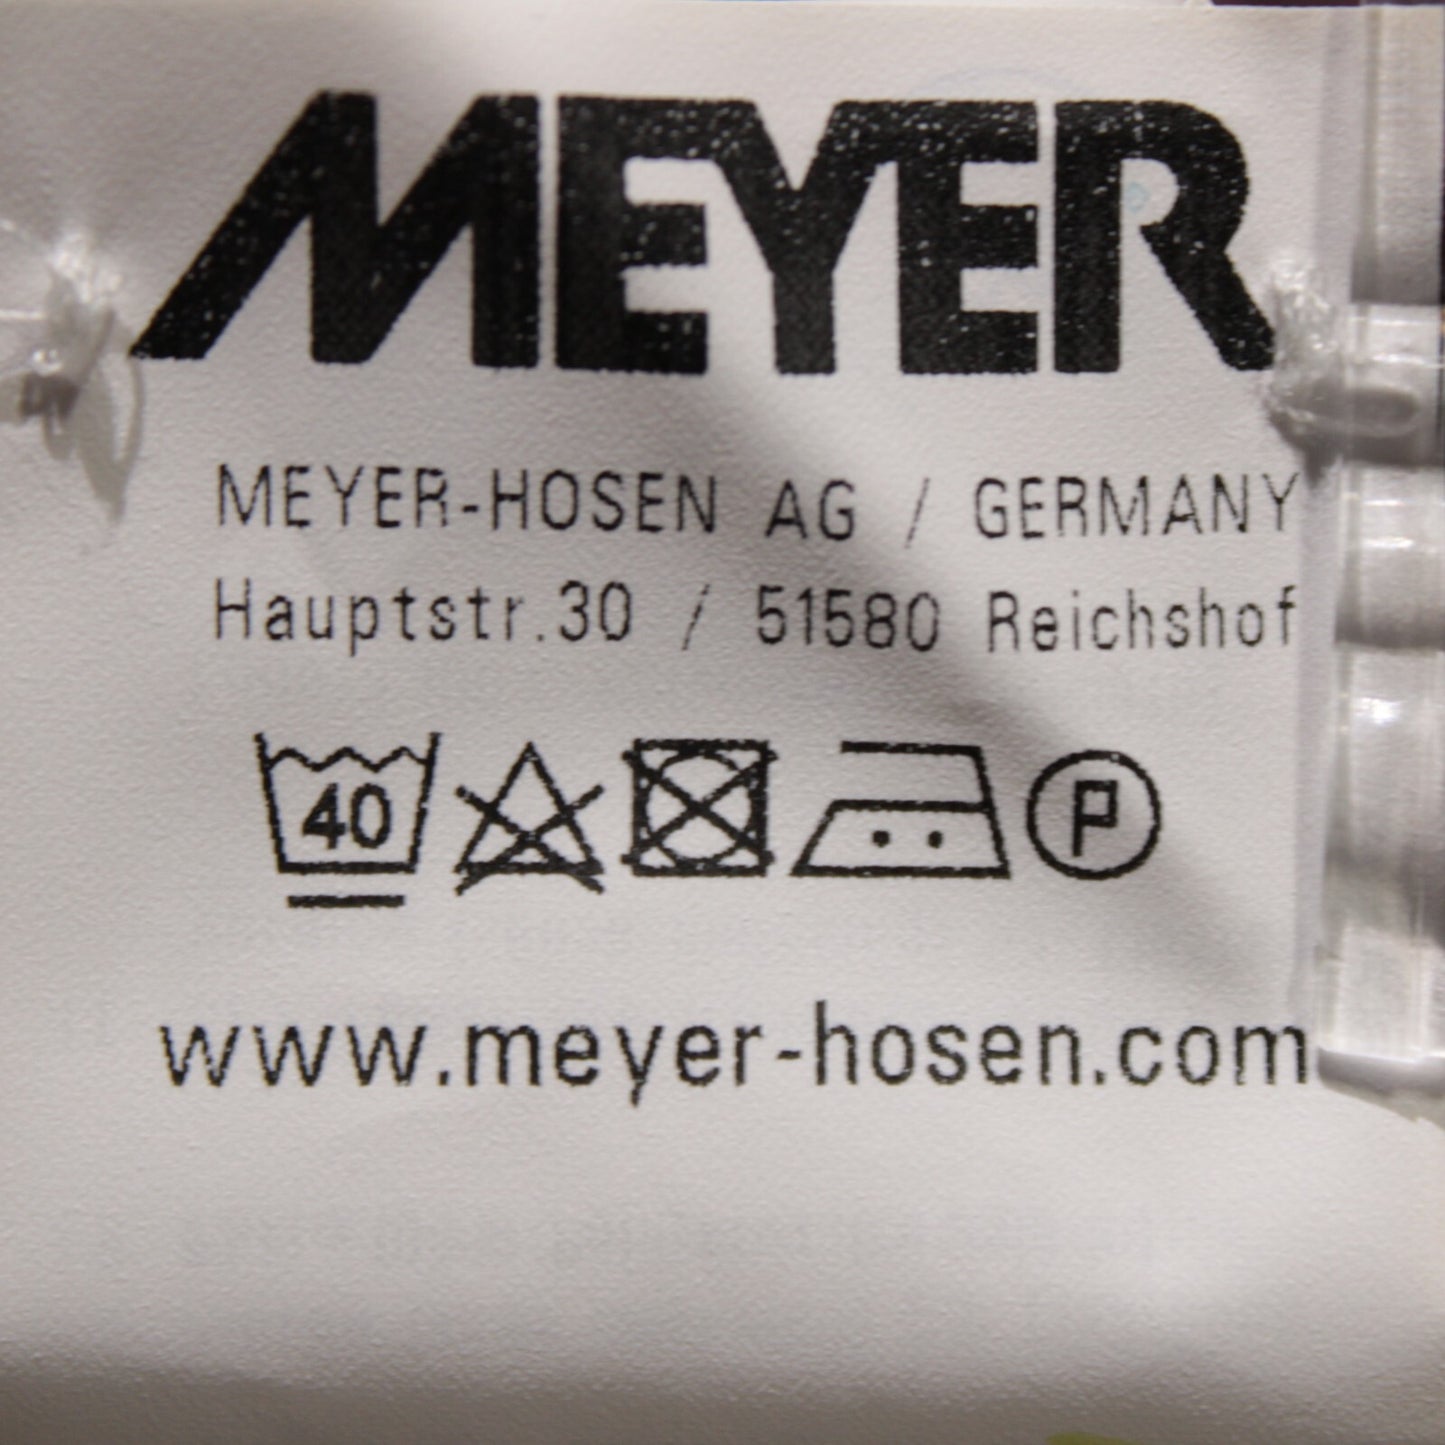 MEYER
MEYER-HOSEN AG / GERMANY
Hauptstr.30 / 51580 Reichshof
40 P
www.meyer-hosen.com